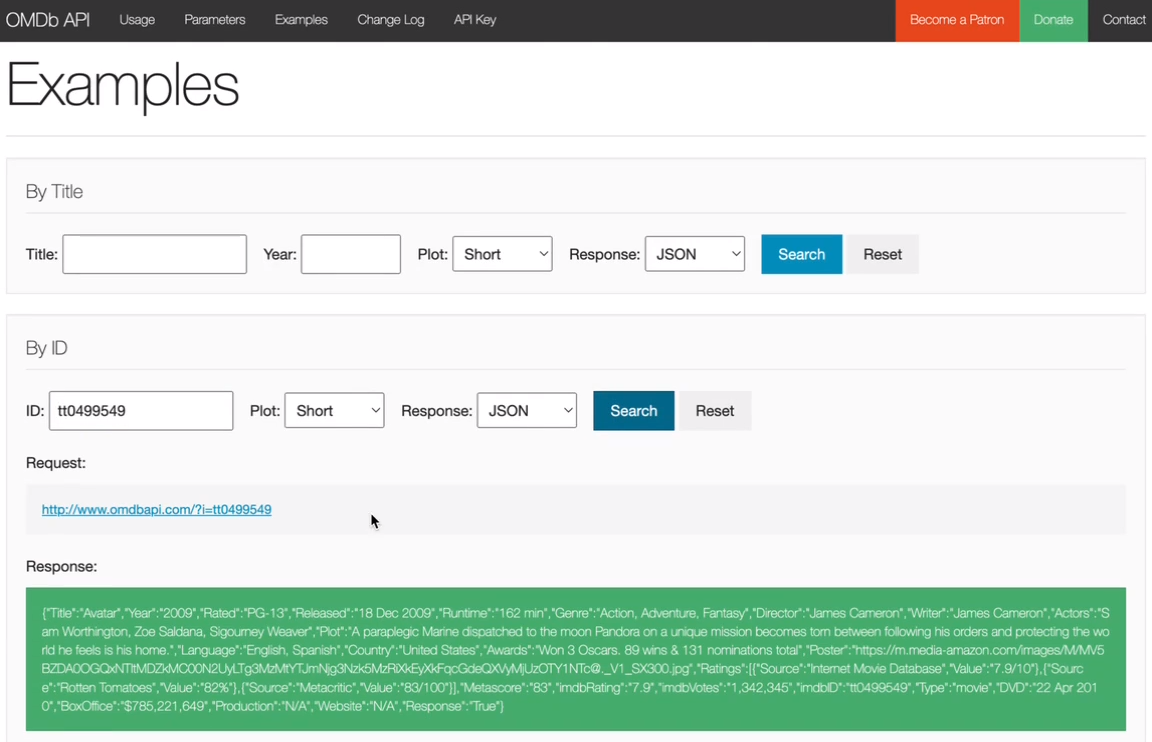 OMDb API Usage Parameters Examples Change Log API Key Become a Patron Donate Contact
Examples
By Title
Title: Year: Plot: Short Response: JSON Search Reset
By ID
ID: tt0499549 Plot: Short Response: JSON Search Reset
Request:
http://www.omdbapi.com/?i=tt0499549
Response:
{"Title":"Avatar","Year":"2009","Rated":"PG-13","Released":"18 Dec 2009","Runtime":"162 min","Genre":"Action, Adventure, Fantasy","Director":"James Cameron","Writer":"James Cameron","Actors":"S
am Worthington, Zoe Saldana, Sigourney Weaver","Plot":"A paraplegic Marine dispatched to the moon Pandora on a unique mission becomes torn between following his orders and protecting the wo
rld he feels is his home.","Language":"English, Spanish","Country":"United States","Awards":"Won 3 Oscars. 89 wins & 131 nominations total","Poster":"https://m.media-amazon.com/images/M/MV5
BZDA0OGQxNTItMDZkMC00N2UyLTg3MzMtYTJmNjg3Nzk5MzRiXkEyXkFqcGdeQXVyMjUzOTY1NTc@._V1_SX300.jpg","Ratings":[{"Source":"Internet Movie Database","Value":"7.9/10"},{"Sourc
e":"Rotten Tomatoes","Value":"82%"},{"Source":"Metacritic","Value":"83/100"}],"Metascore":"83","imdbRating":"7.9","imdbVotes":"1,342,345","imdbID":"tt0499549","Type":"movie","DVD":"22 Apr 201
0","BoxOffice":"$785,221,649","Production":"N/A","Website":"N/A","Response":"True"}